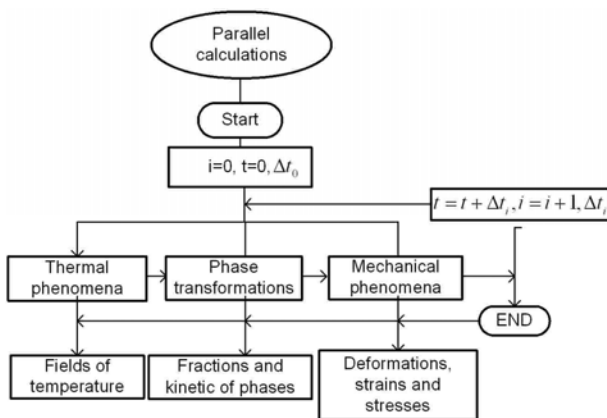 Parallel
calculations
Start
i=0, t=0, Δt₀
t = t + Δtᵢ, i = i + 1, Δtᵢ
Thermal
phenomena
Phase
transformations
Mechanical
phenomena
END
Fields of
temperature
Fractions and
kinetic of phases
Deformations,
strains and
stresses